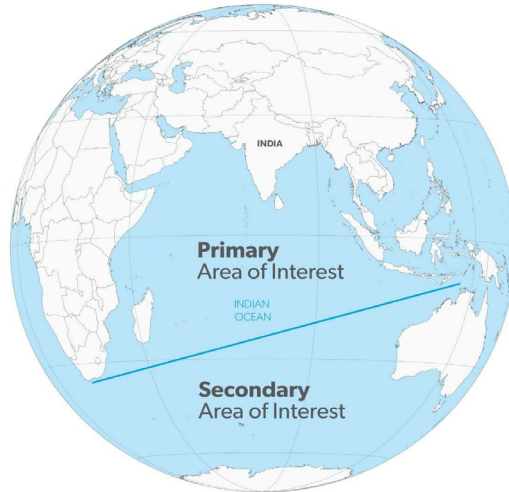 INDIA
Primary
Area of Interest
INDIAN
OCEAN
Secondary
Area of Interest